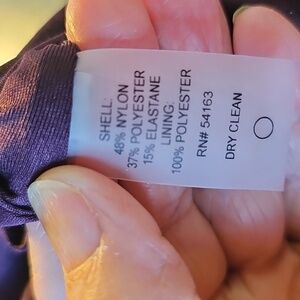 SHELL:
48% NYLON
37% POLYESTER
15% ELASTANE
LINING:
100% POLYESTER
RN# 54163
DRY CLEAN